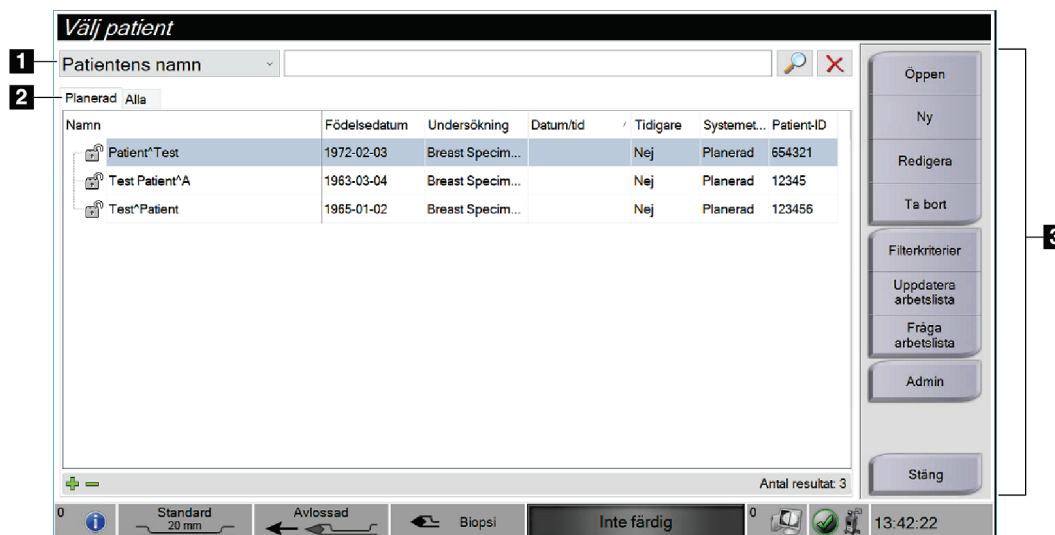 Välj patient
1 Patientens namn
2 Planerad Alla
Namn Födelsedatum Undersökning Datum/tid Tidigare Systemet... Patient-ID
Patient^Test 1972-02-03 Breast Specim... Nej Planerad 654321
Test Patient^A 1963-03-04 Breast Specim... Nej Planerad 12345
Test^Patient 1965-01-02 Breast Specim... Nej Planerad 123456
Antal resultat: 3
Öppen
Ny
Redigera
Ta bort
Filterkriterier
Uppdatera
arbetslista
Fråga
arbetslista
Admin
Stäng
3
0 Standard
20 mm
Avlossad
Biopsi
Inte färdig
0
13:42:22